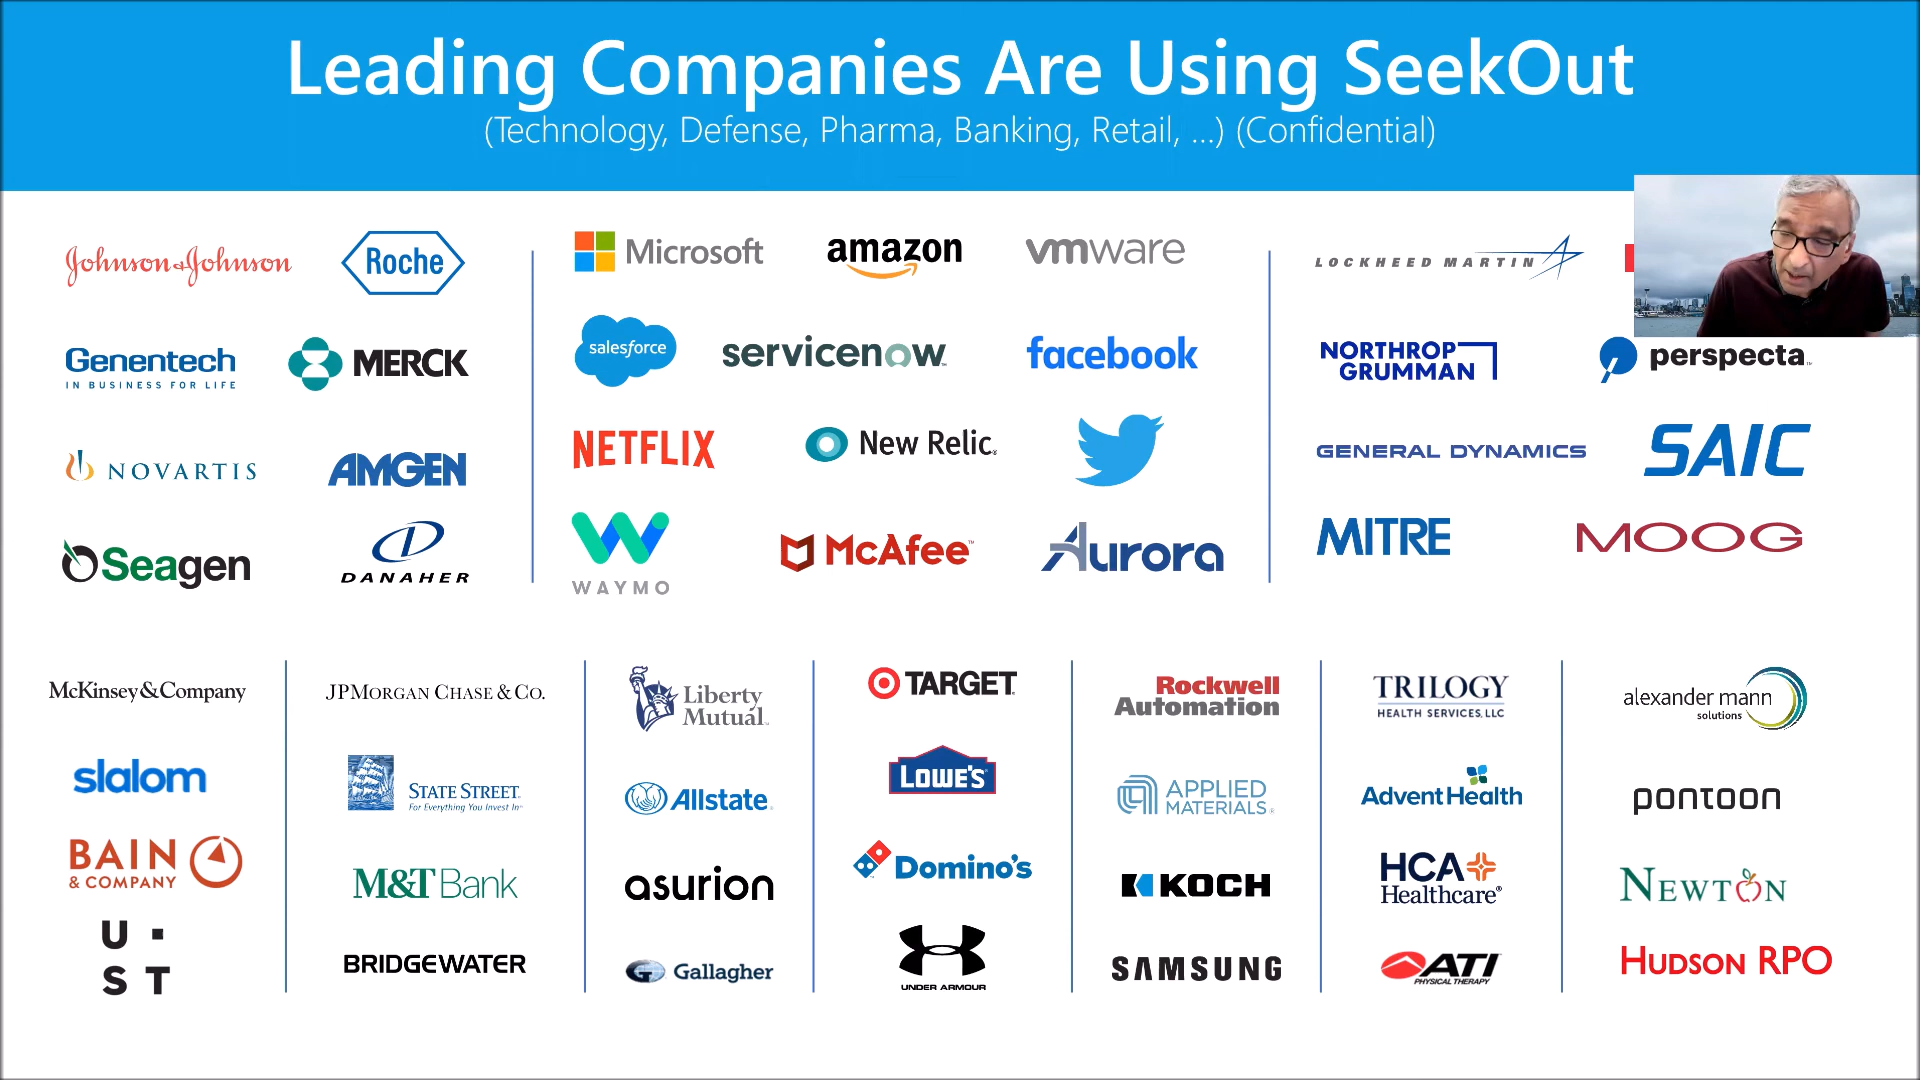 Leading Companies Are Using SeekOut
(Technology, Defense, Pharma, Banking, Retail, ...) (Confidential)
Johnson & Johnson
Roche
Genentech
IN BUSINESS FOR LIFE
MERCK
NOVARTIS
AMGEN
Seagen
DANAHER
Microsoft
amazon
vmware
salesforce
servicenow™
facebook
NETFLIX
New Relic®
WAYMO
McAfee™
Aurora
LOCKHEED MARTIN
NORTHROP
GRUMMAN
perspecta™
GENERAL DYNAMICS
SAIC
MITRE
MOOG
McKinsey&Company
slalom
BAIN
& COMPANY
U ·
S T
JPMORGAN CHASE & CO.
STATE STREET
For Everything You Invest In
M&T Bank
BRIDGEWATER
Liberty
Mutual
Allstate®
asurion
Gallagher
TARGET
LOWE'S
Domino's
UNDER ARMOUR
Rockwell
Automation
APPLIED
MATERIALS®
KOCH
SAMSUNG
TRILOGY
HEALTH SERVICES, LLC
AdventHealth
HCA
Healthcare®
ATI
PHYSICAL THERAPY
alexander mann
solutions
pontoon
NEWTON
HUDSON RPO